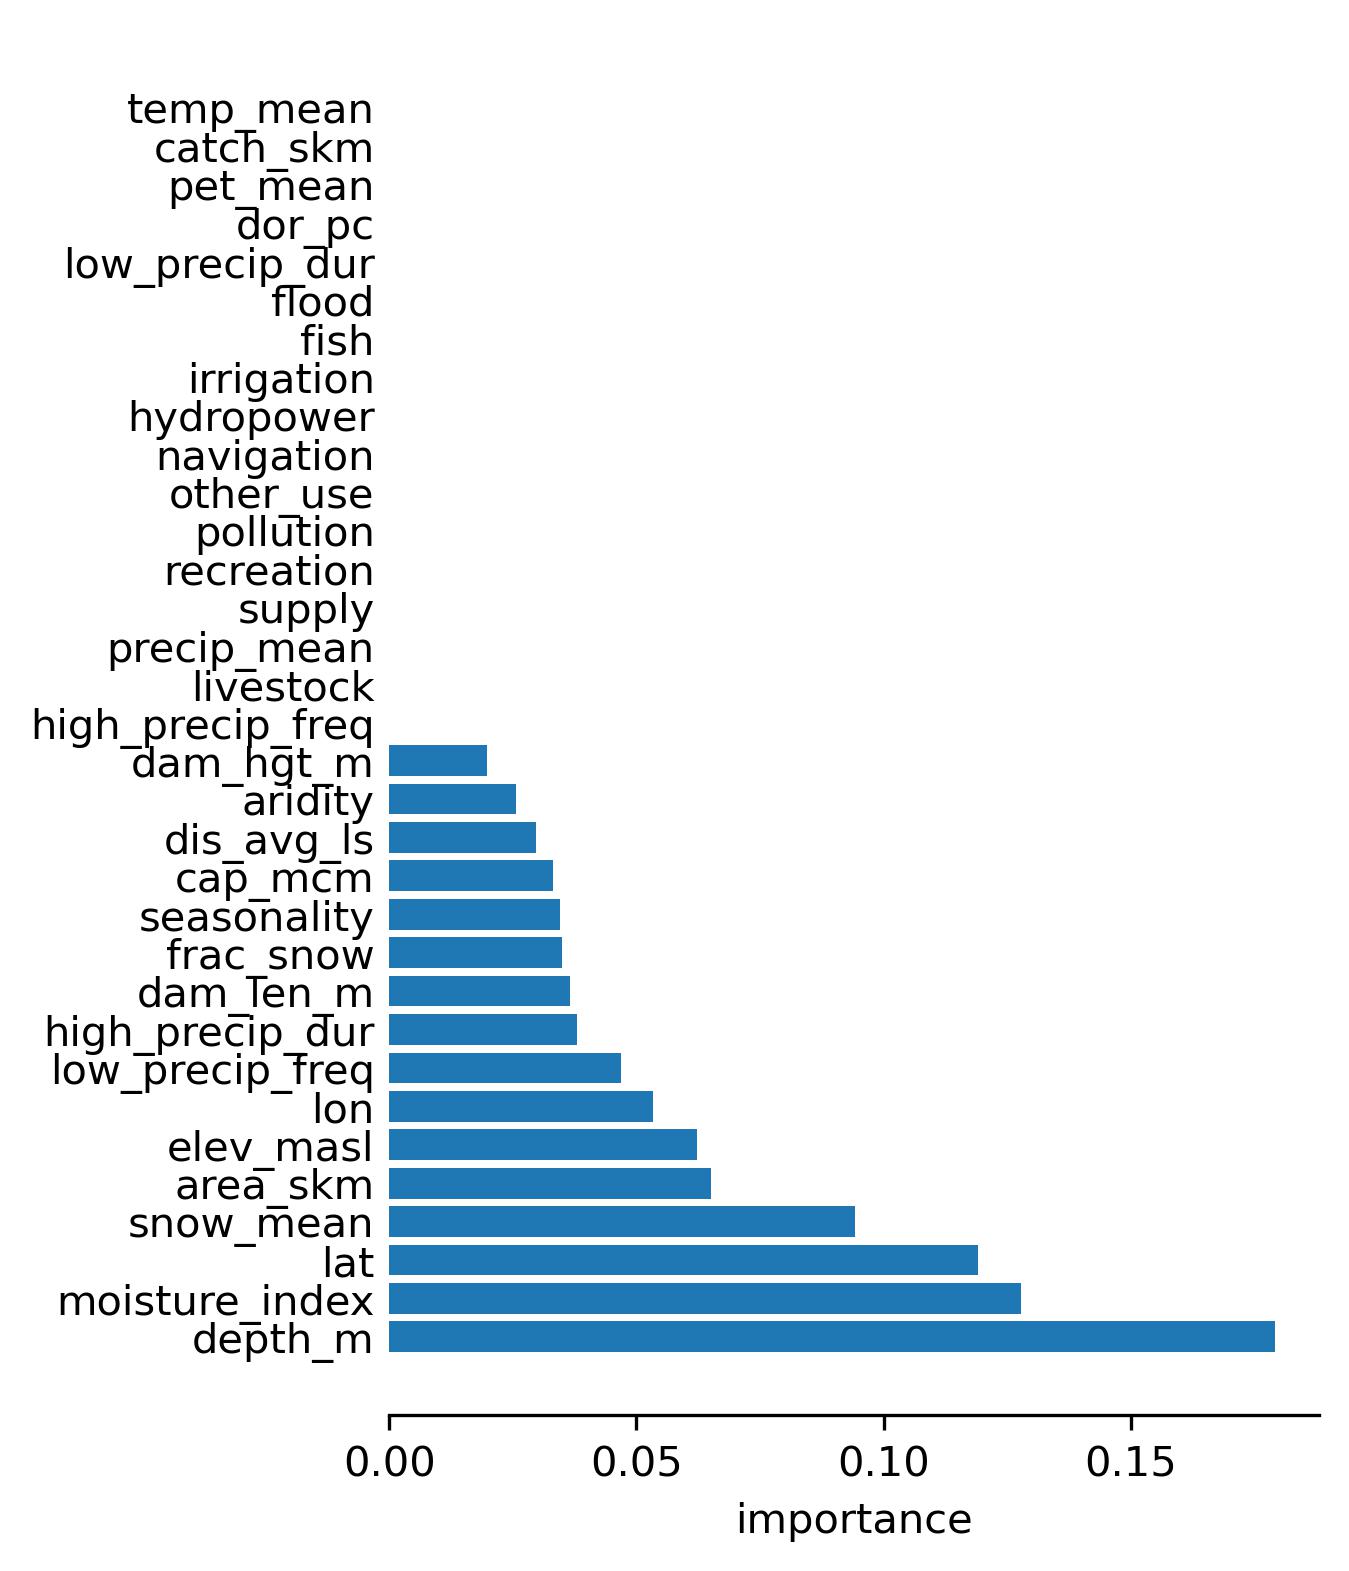 temp_mean
catch_skm
pet_mean
dor_pc
low_precip_dur
flood
fish
irrigation
hydropower
navigation
other_use
pollution
recreation
supply
precip_mean
livestock
high_precip_freq
dam_hgt_m
aridity
dis_avg_ls
cap_mcm
seasonality
frac_snow
dam_len_m
high_precip_dur
low_precip_freq
lon
elev_masl
area_skm
snow_mean
lat
moisture_index
depth_m
0.00 0.05 0.10 0.15
importance